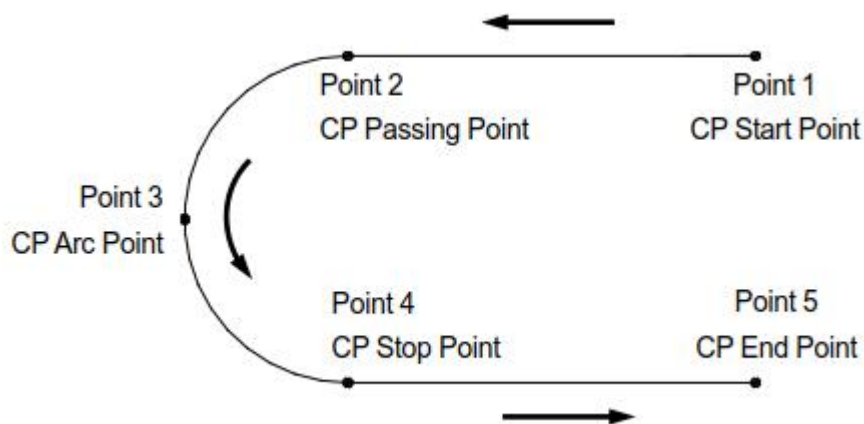 Point 2
CP Passing Point
Point 1
CP Start Point
Point 3
CP Arc Point
Point 4
CP Stop Point
Point 5
CP End Point